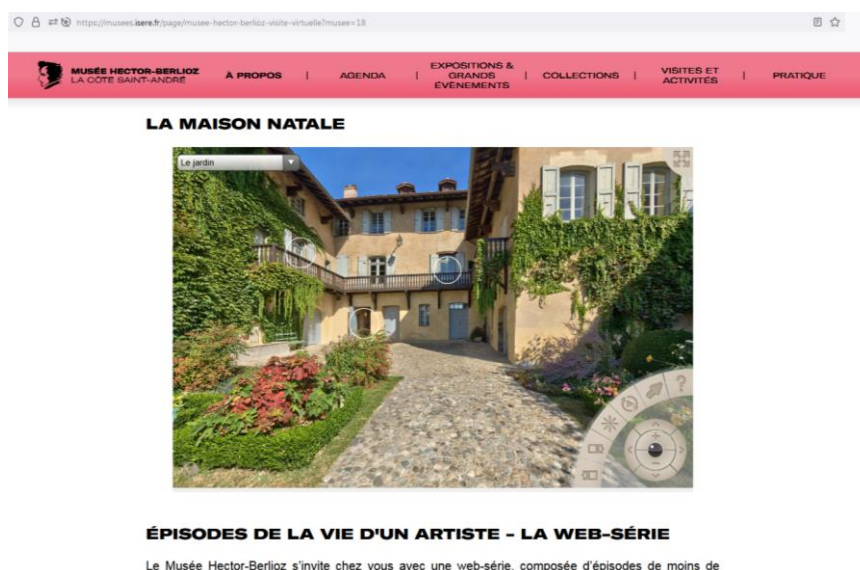 https://musees.isere.fr/page/musee-hector-berlioz-visite-virtuelle?musee=18
MUSÉE HECTOR-BERLIOZ
LA CÔTE SAINT-ANDRÉ
À PROPOS
|
AGENDA
|
EXPOSITIONS &
GRANDS
ÉVÈNEMENTS
|
COLLECTIONS
|
VISITES ET
ACTIVITÉS
|
PRATIQUE
LA MAISON NATALE
Le jardin
?
+
−
ÉPISODES DE LA VIE D'UN ARTISTE - LA WEB-SÉRIE
Le Musée Hector-Berlioz s'invite chez vous avec une web-série, composée d'épisodes de moins de